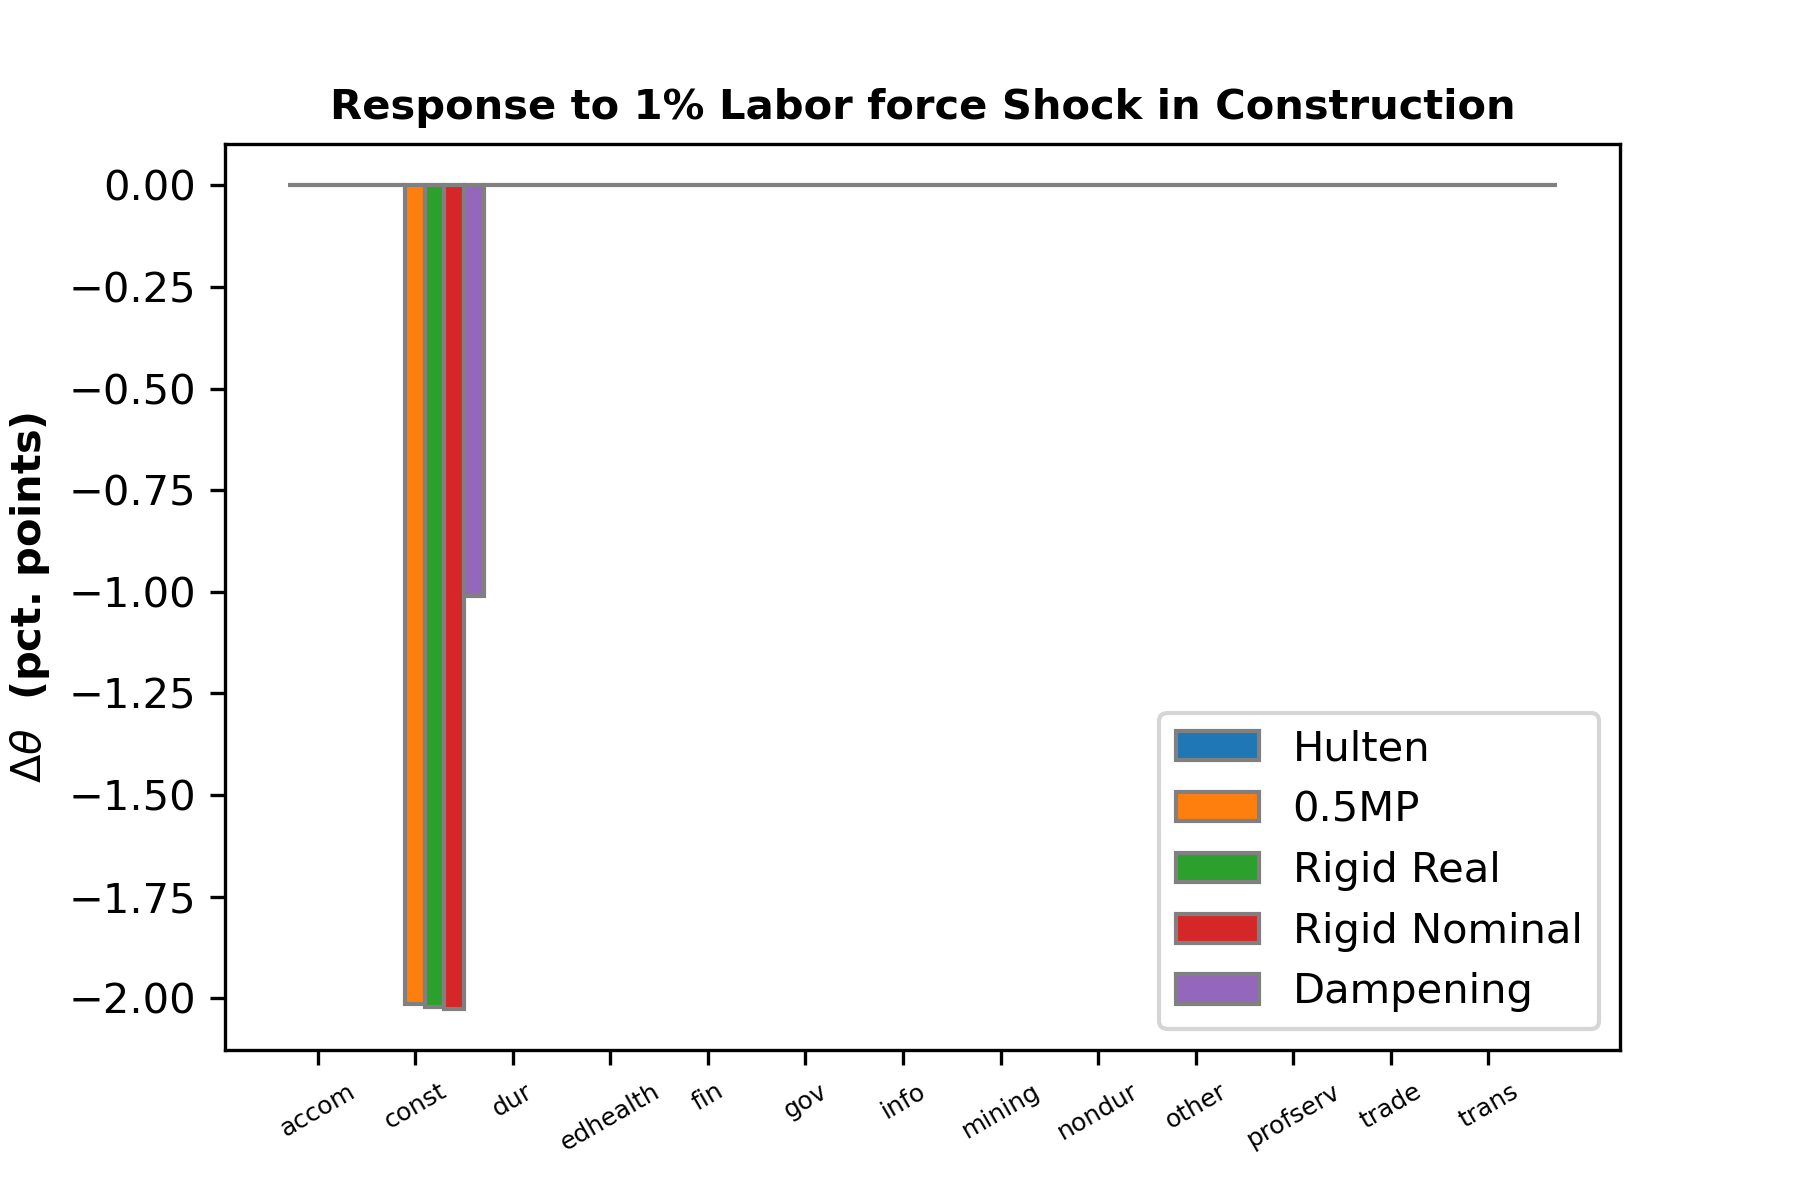 Response to 1% Labor force Shock in Construction
Δθ (pct. points)
0.00
−0.25
−0.50
−0.75
−1.00
−1.25
−1.50
−1.75
−2.00
Hulten
0.5MP
Rigid Real
Rigid Nominal
Dampening
accom const dur edhealth fin gov info mining nondur other profserv trade trans